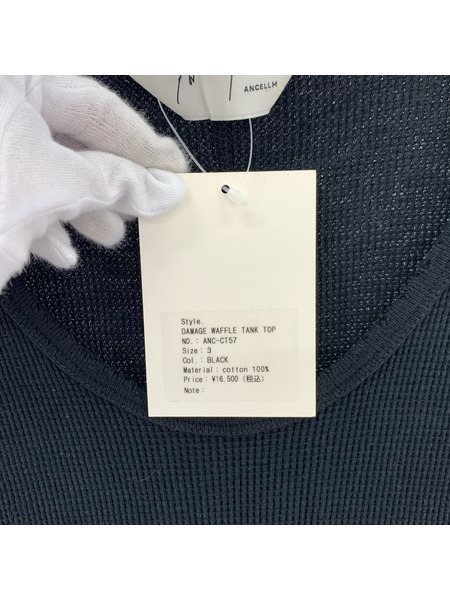 ANCELLM
Style.
DAMAGE WAFFLE TANK TOP
NO.: ANC-CT57
Size: 3
Col.: BLACK
Material: cotton 100%
Price: ¥16,500 (税込)
Note: